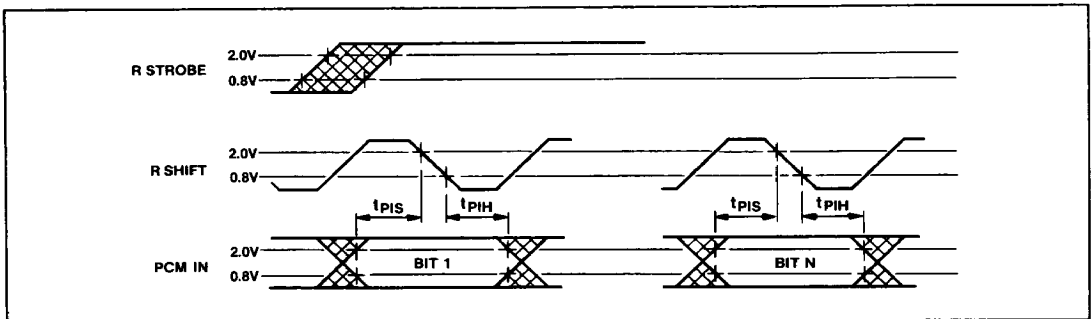 R STROBE
2.0V
0.8V
R SHIFT
2.0V
0.8V
tPIS
tPIH
tPIS
tPIH
PCM IN
2.0V
0.8V
BIT 1
BIT N